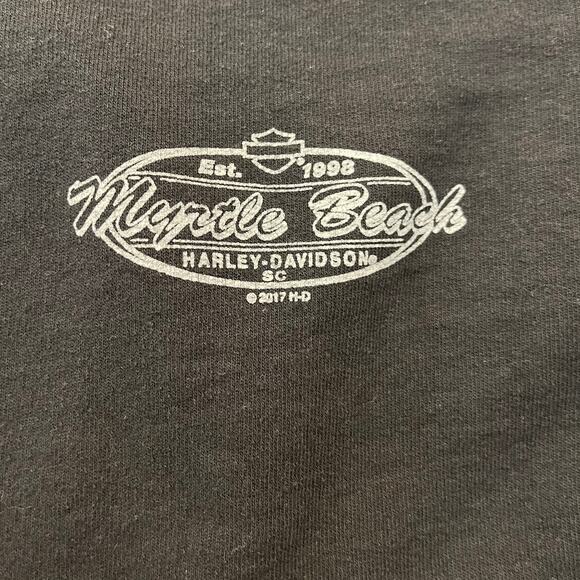 Est. 1998
Myrtle Beach
HARLEY-DAVIDSON®
SC
© 2017 H-D